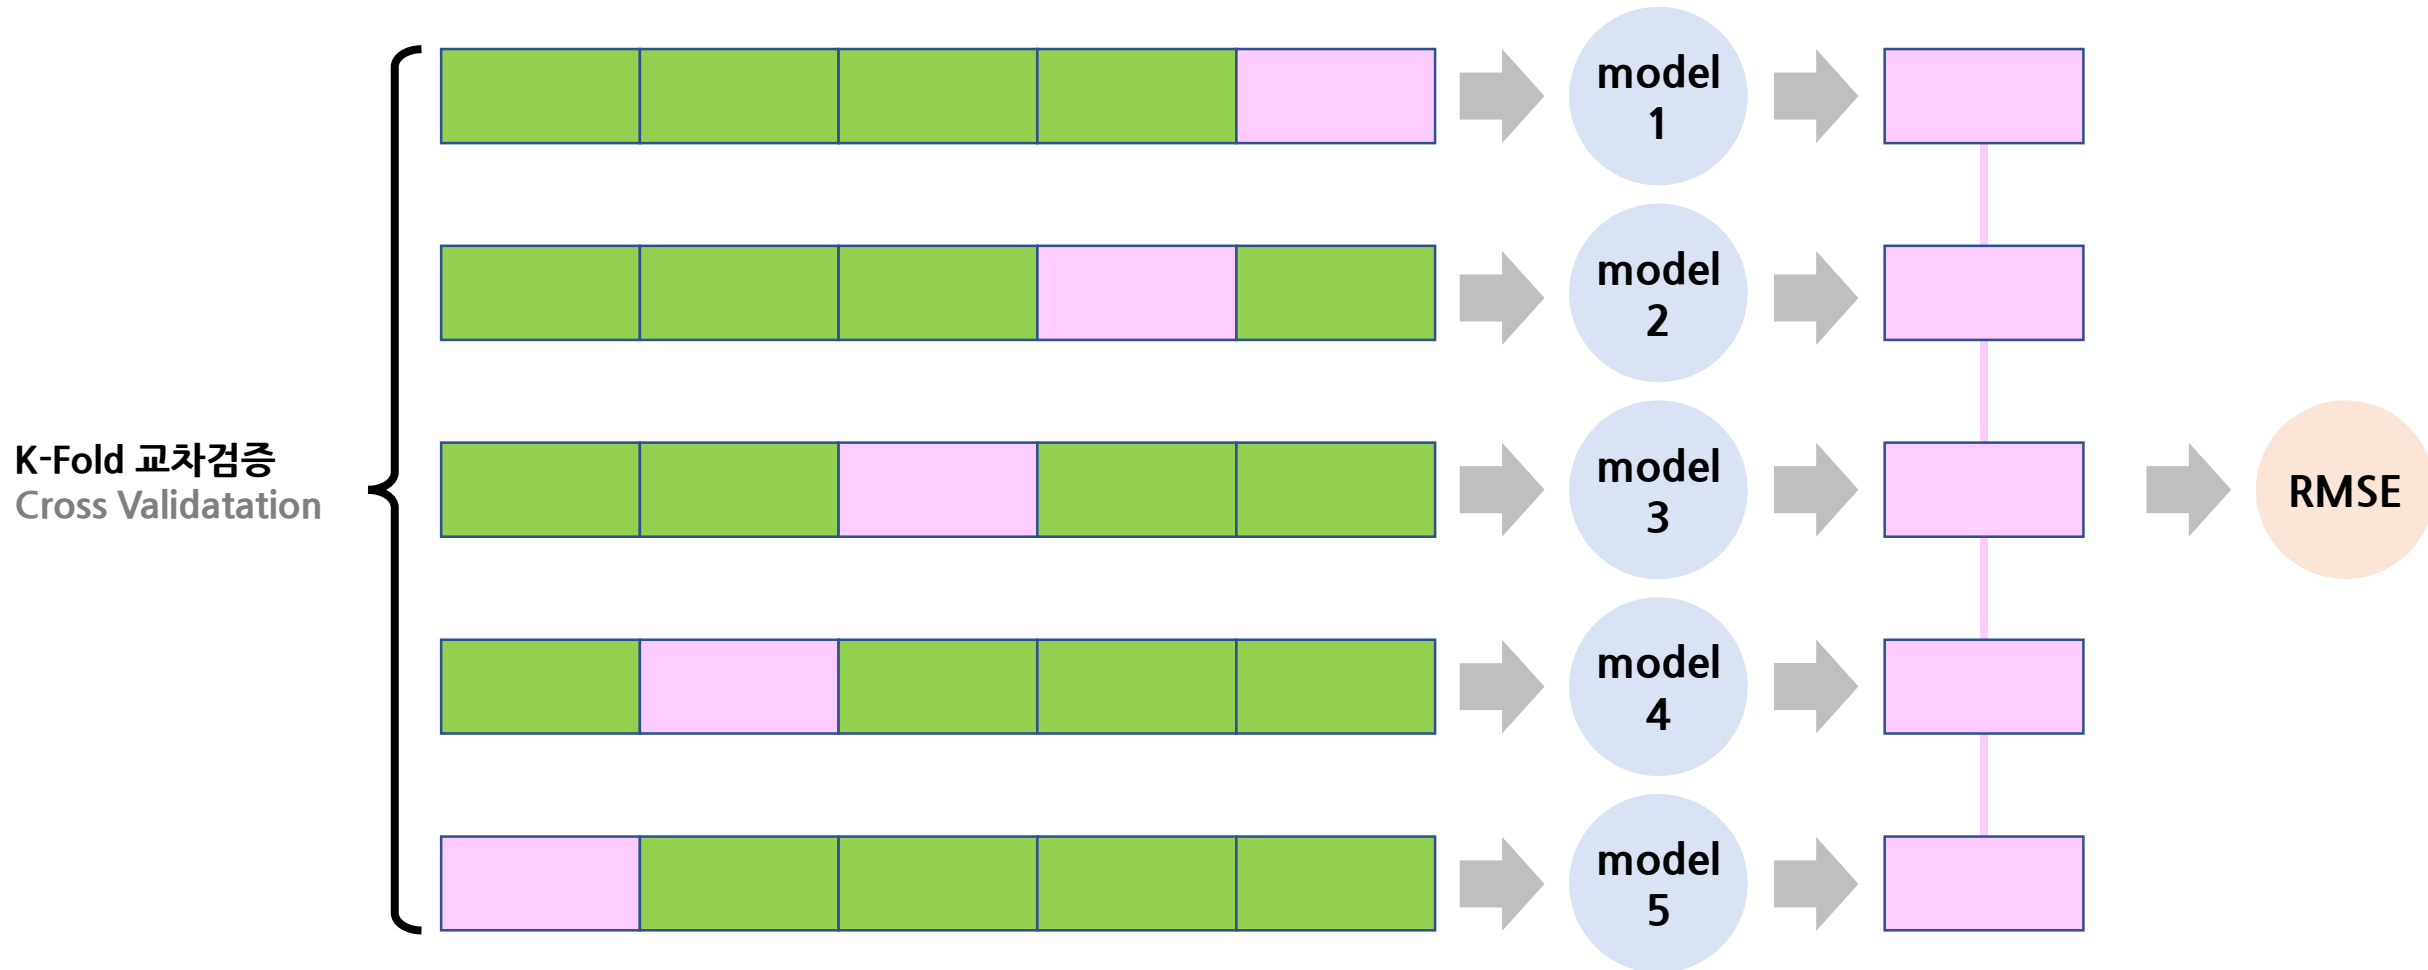 K-Fold 교차검증
Cross Validatation
model
1
model
2
model
3
model
4
model
5
RMSE